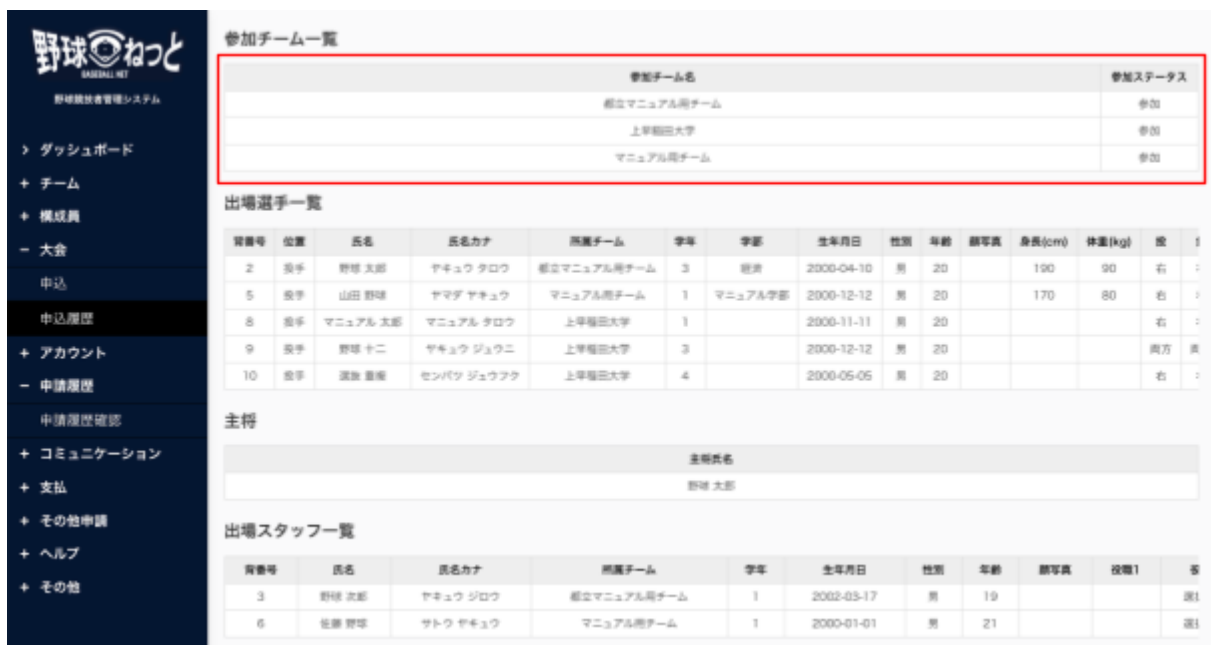 野球ねっと
BASEBALL NET
野球競技者管理システム
› ダッシュボード
+ チーム
+ 構成員
− 大会
申込
申込履歴
+ アカウント
− 申請履歴
申請履歴確認
+ コミュニケーション
+ 支払
+ その他申請
+ ヘルプ
+ その他
参加チーム一覧
参加チーム名 参加ステータス
都立マニュアル用チーム 参加
上早稲田大学 参加
マニュアル用チーム 参加
出場選手一覧
背番号 位置 氏名 氏名カナ 所属チーム 学年 学部 生年月日 性別 年齢 顔写真 身長(cm) 体重(kg) 投
2 投手 野球 太郎 ヤキュウ タロウ 都立マニュアル用チーム 3 経済 2000-04-10 男 20 190 90 右
5 投手 山田 野球 ヤマダ ヤキュウ マニュアル用チーム 1 マニュアル学部 2000-12-12 男 20 170 80 右
8 投手 マニュアル 太郎 マニュアル タロウ 上早稲田大学 1 2000-11-11 男 20 右
9 投手 野球 十二 ヤキュウ ジュウニ 上早稲田大学 3 2000-12-12 男 20 両方
10 投手 選抜 センバツ ジュウフク 上早稲田大学 4 2000-05-05 男 20 右
主将
主将氏名
野球 太郎
出場スタッフ一覧
背番号 氏名 氏名カナ 所属チーム 学年 生年月日 性別 年齢 顔写真 役職1
3 野球 次郎 ヤキュウ ジロウ 都立マニュアル用チーム 1 2002-03-17 男 19
6 佐藤 野球 サトウ ヤキュウ マニュアル用チーム 1 2000-01-01 男 21